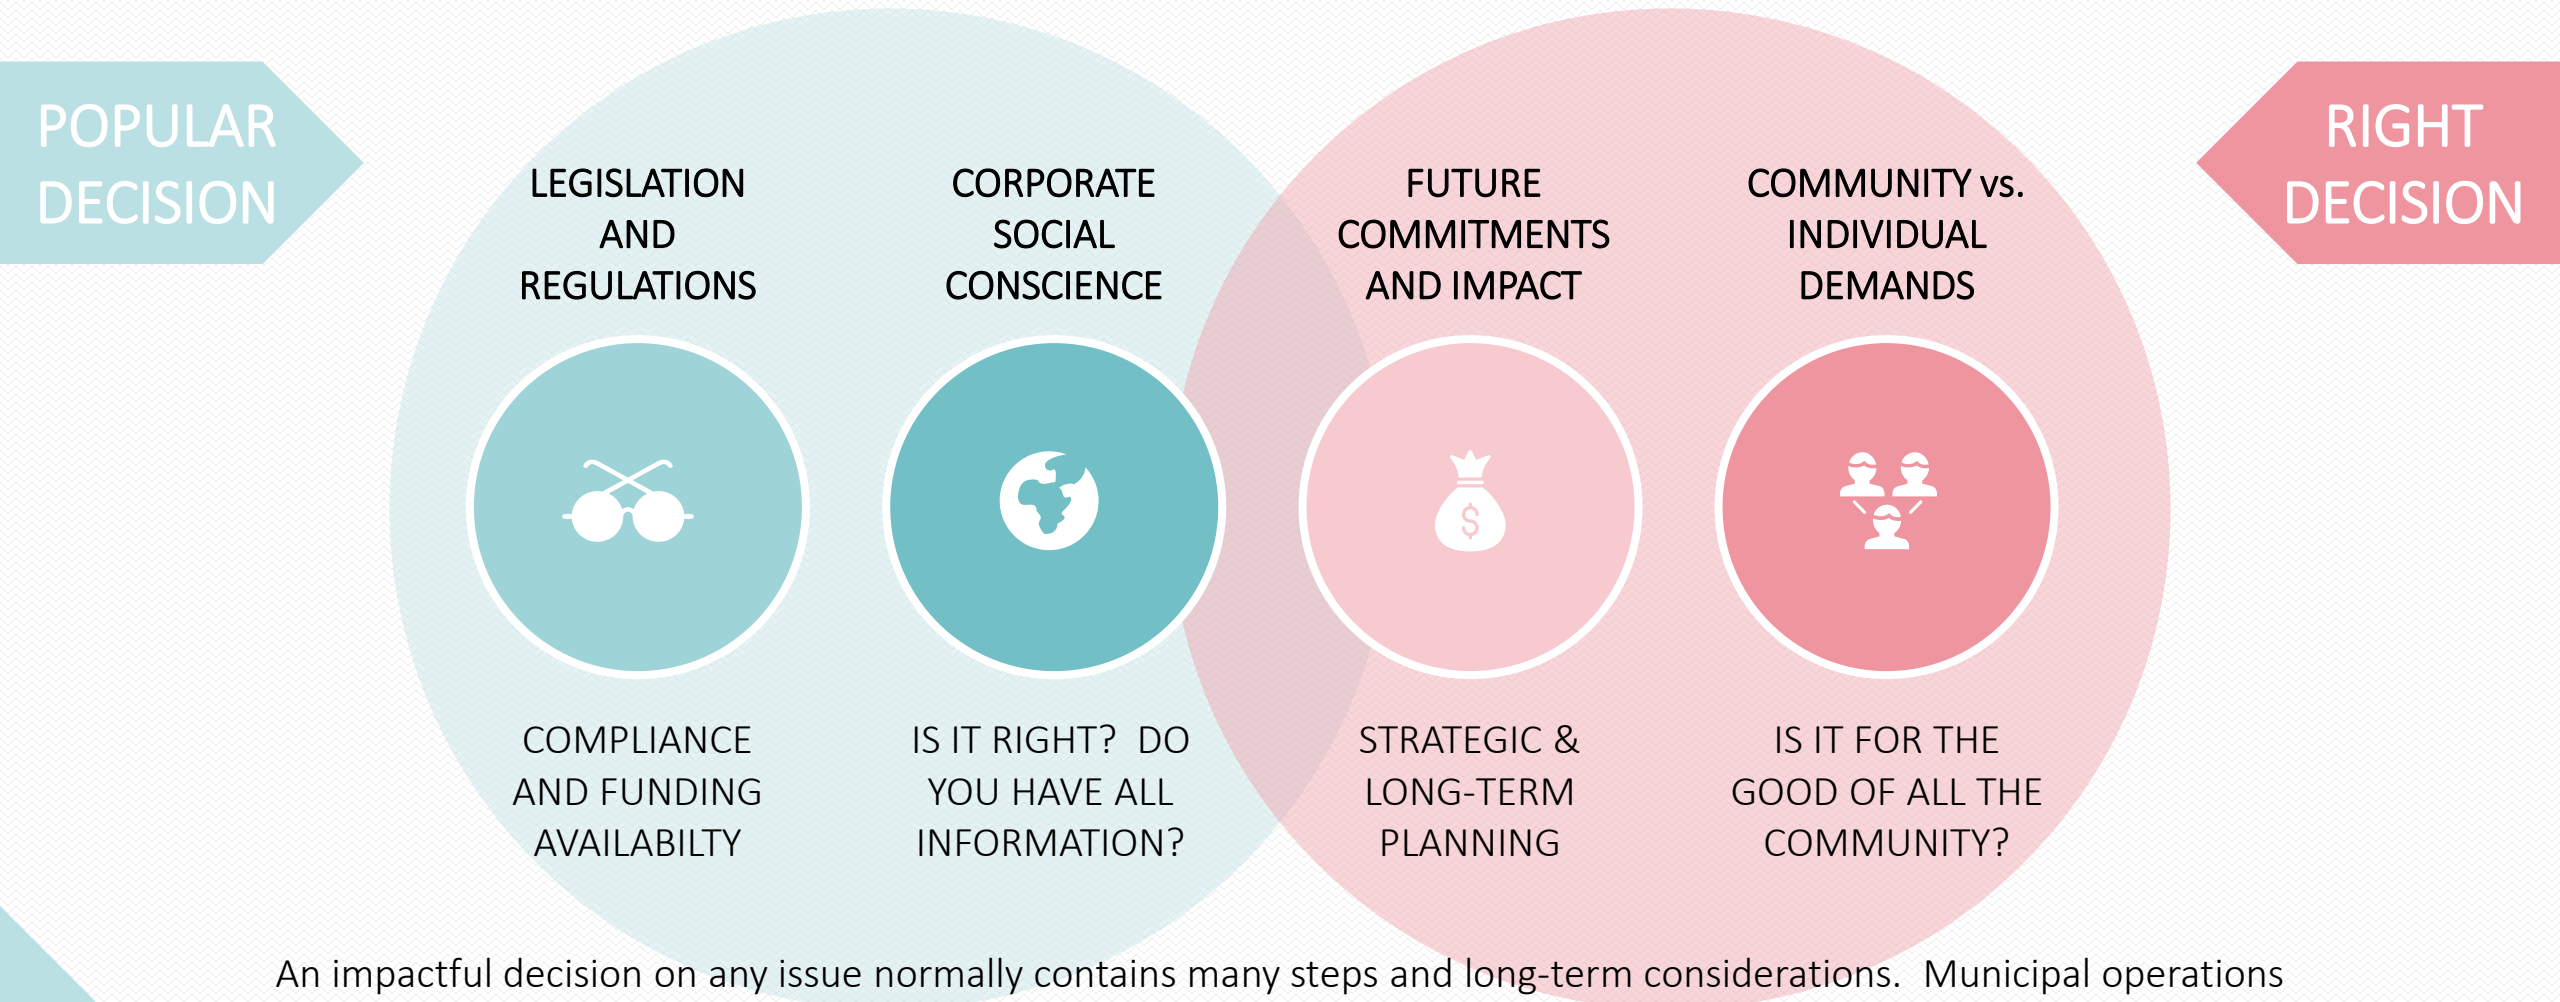 POPULAR
DECISION
RIGHT
DECISION
LEGISLATION
AND
REGULATIONS
CORPORATE
SOCIAL
CONSCIENCE
FUTURE
COMMITMENTS
AND IMPACT
COMMUNITY vs.
INDIVIDUAL
DEMANDS
$
COMPLIANCE
AND FUNDING
AVAILABILTY
IS IT RIGHT?  DO
YOU HAVE ALL
INFORMATION?
STRATEGIC &
LONG-TERM
PLANNING
IS IT FOR THE
GOOD OF ALL THE
COMMUNITY?
An impactful decision on any issue normally contains many steps and long-term considerations.  Municipal operations